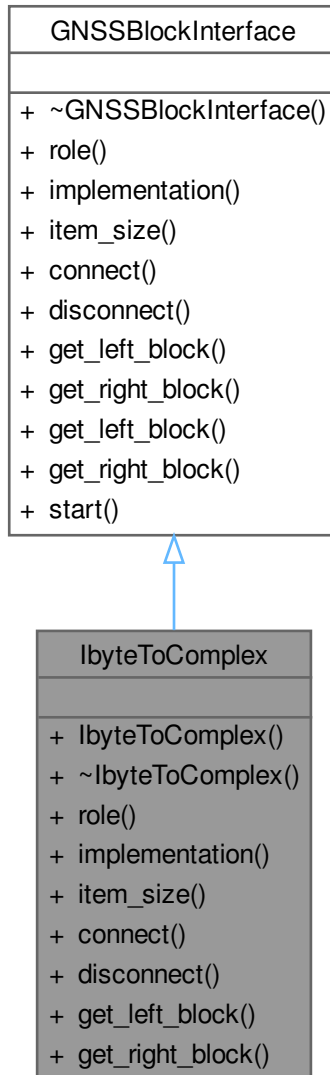 GNSSBlockInterface
+ ~GNSSBlockInterface()
+ role()
+ implementation()
+ item_size()
+ connect()
+ disconnect()
+ get_left_block()
+ get_right_block()
+ get_left_block()
+ get_right_block()
+ start()
IbyteToComplex
+ IbyteToComplex()
+ ~IbyteToComplex()
+ role()
+ implementation()
+ item_size()
+ connect()
+ disconnect()
+ get_left_block()
+ get_right_block()